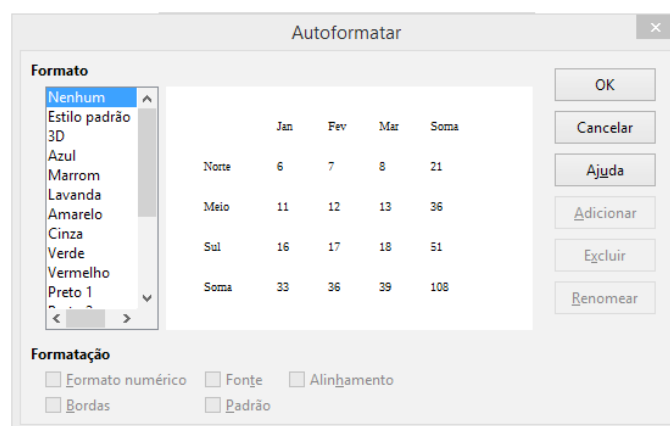 Autoformatar
Formato
Nenhum
Estilo padrão
3D
Azul
Marrom
Lavanda
Amarelo
Cinza
Verde
Vermelho
Preto 1
Jan Fev Mar Soma
Norte 6 7 8 21
Meio 11 12 13 36
Sul 16 17 18 51
Soma 33 36 39 108
OK
Cancelar
Ajuda
Adicionar
Excluir
Renomear
Formatação
Formato numérico Fonte Alinhamento
Bordas Padrão